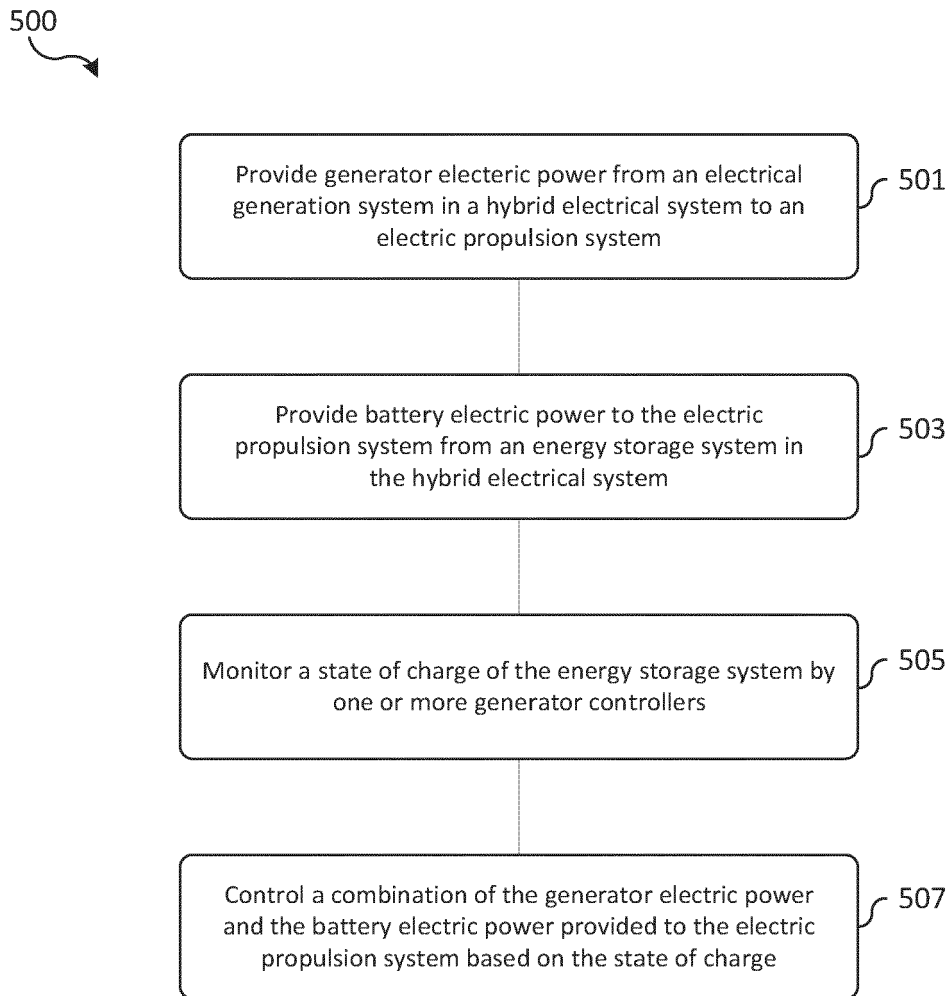 500
Provide generator electeric power from an electrical
generation system in a hybrid electrical system to an
electric propulsion system
501
Provide battery electric power to the electric
propulsion system from an energy storage system in
the hybrid electrical system
503
Monitor a state of charge of the energy storage system by
one or more generator controllers
505
Control a combination of the generator electric power
and the battery electric power provided to the electric
propulsion system based on the state of charge
507